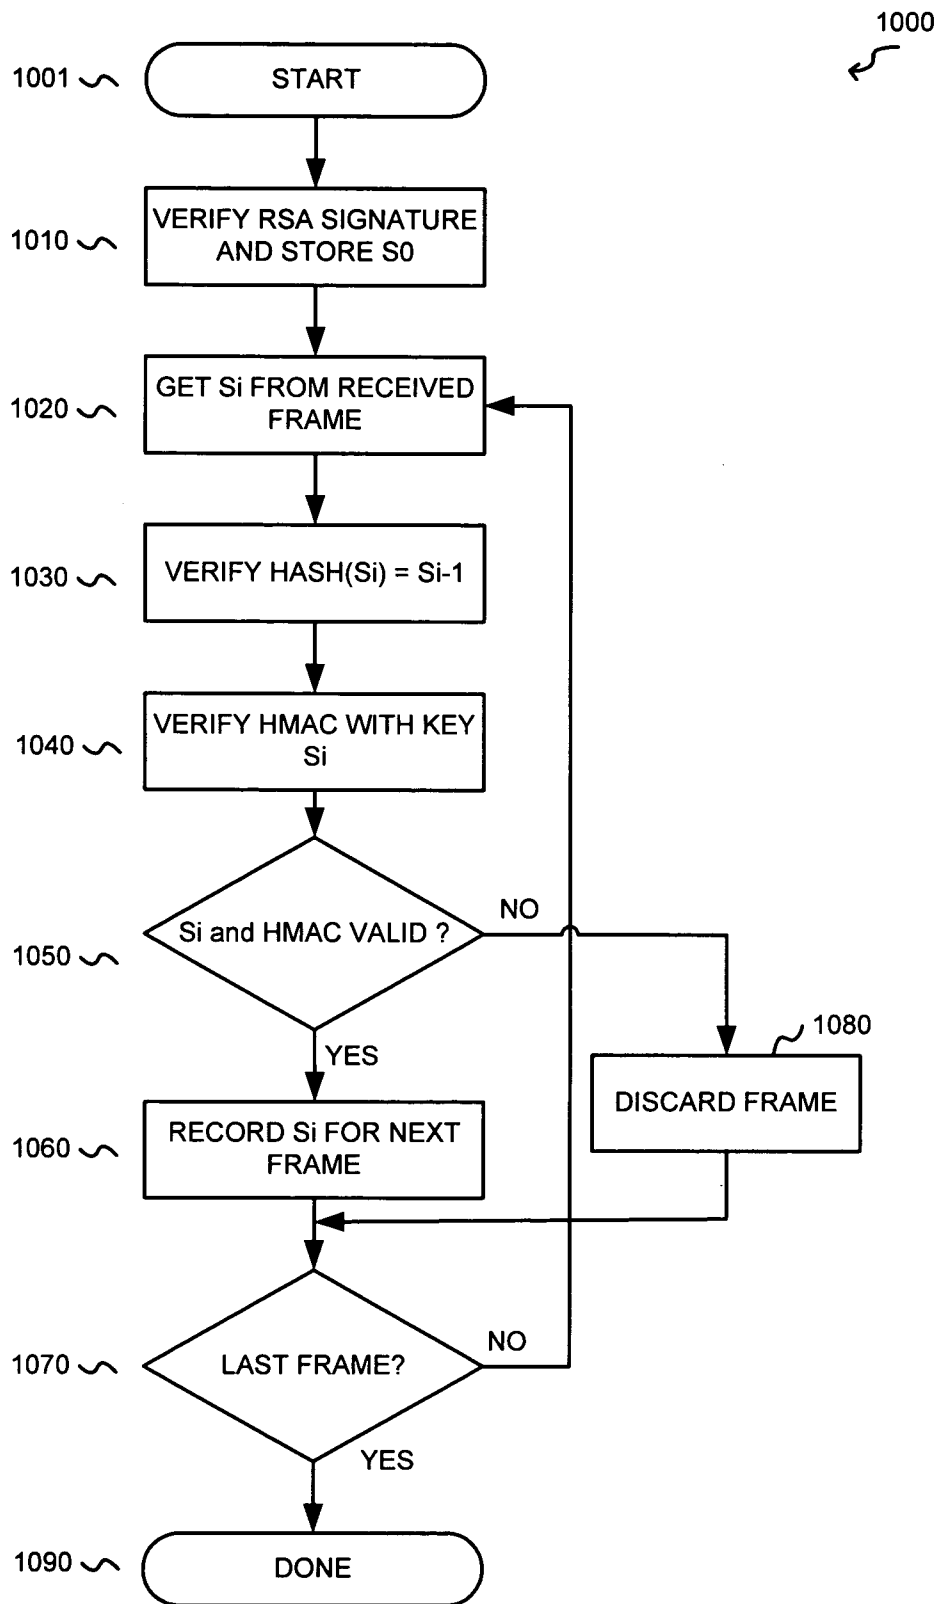 1000
1001
START
1010
VERIFY RSA SIGNATURE
AND STORE S0
1020
GET Si FROM RECEIVED
FRAME
1030
VERIFY HASH(Si) = Si-1
1040
VERIFY HMAC WITH KEY
Si
1050
Si and HMAC VALID ?
NO
YES
1080
DISCARD FRAME
1060
RECORD Si FOR NEXT
FRAME
1070
LAST FRAME?
NO
YES
1090
DONE